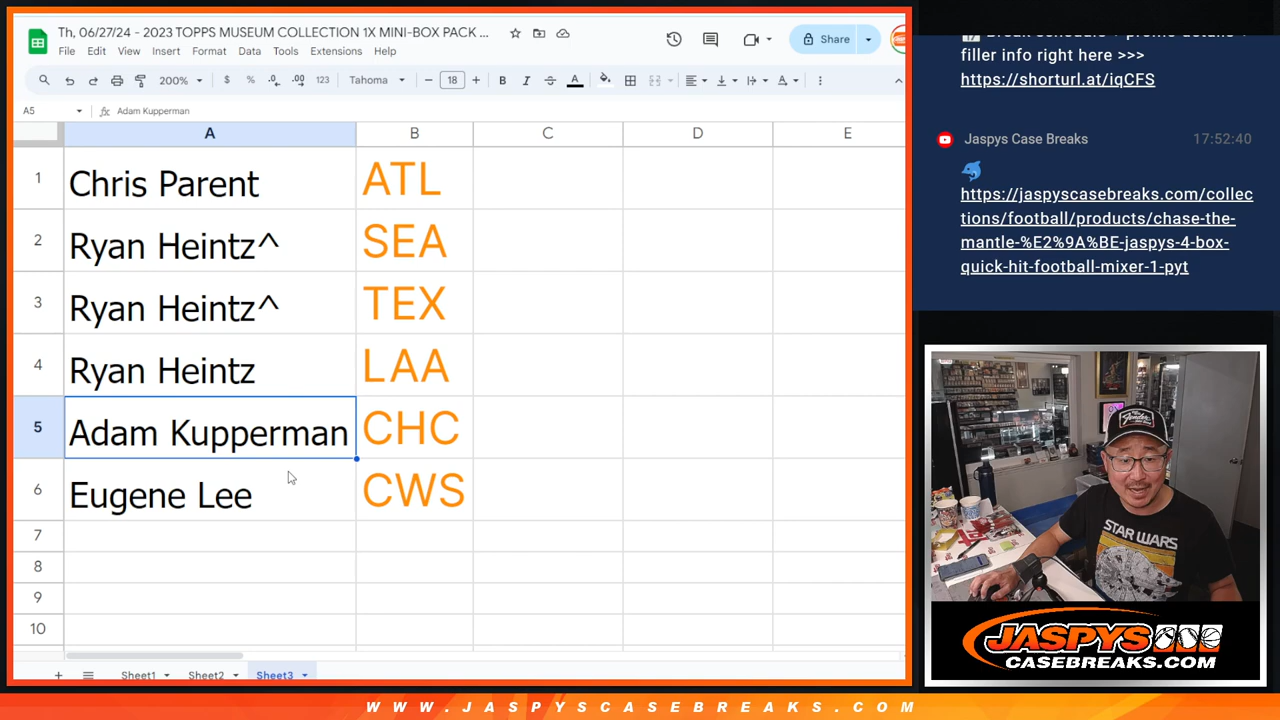 Th, 06/27/24 - 2023 TOPPS MUSEUM COLLECTION 1X MINI-BOX PACK ...
File Edit View Insert Format Data Tools Extensions
Share
200% $ % .0 .00 123 Tahoma 18
A5 Adam Kupperman
A B C D E
1 Chris Parent ATL
2 Ryan Heintz^ SEA
3 Ryan Heintz^ TEX
4 Ryan Heintz LAA
5 Adam Kupperman CHC
6 Eugene Lee CWS
7
8
9
10
Sheet1 Sheet2 Sheet3
filler info right here >>>
https://shorturl.at/iqCFS
Jaspys Case Breaks 17:52:40
https://jaspyscasebreaks.com/collec
tions/football/products/chase-the-
mantle-%E2%9A%BE-jaspys-4-box-
quick-hit-football-mixer-1-pyt
STAR WARS
JASPYS
CASEBREAKS.COM
WWW.JASPYSCASEBREAKS.COM